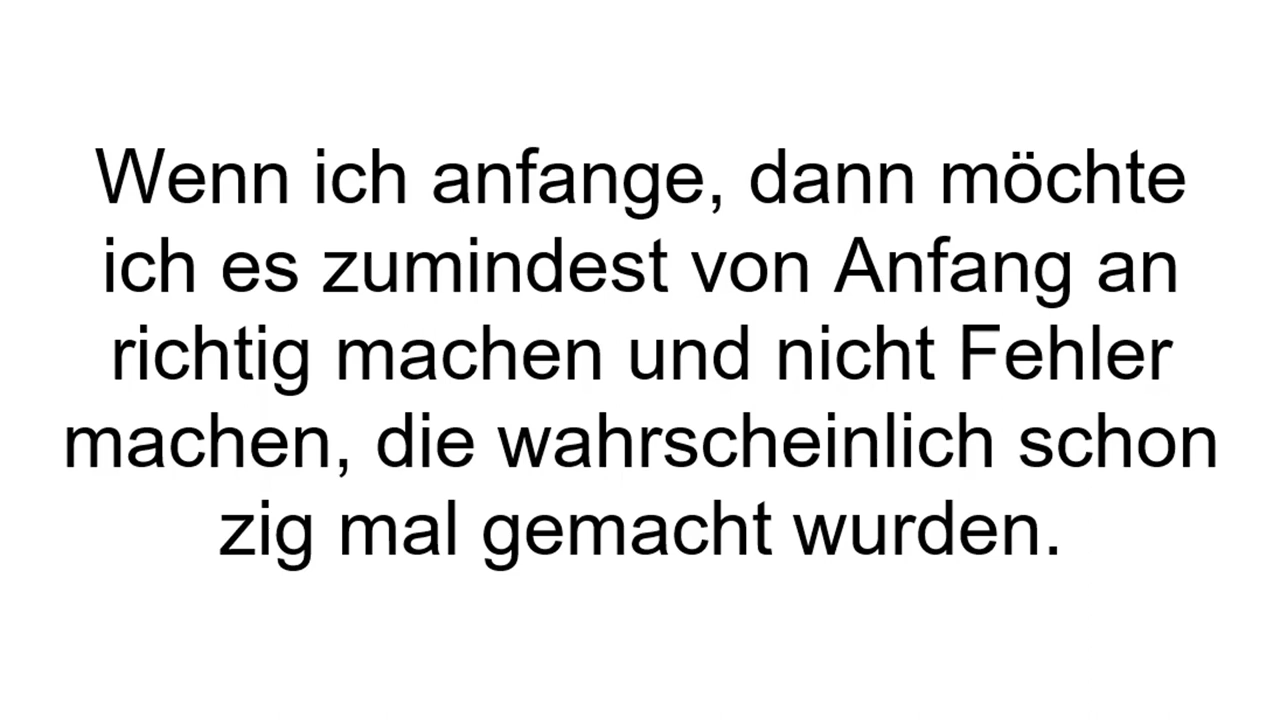 Wenn ich anfange, dann möchte
ich es zumindest von Anfang an
richtig machen und nicht Fehler
machen, die wahrscheinlich schon
zig mal gemacht wurden.